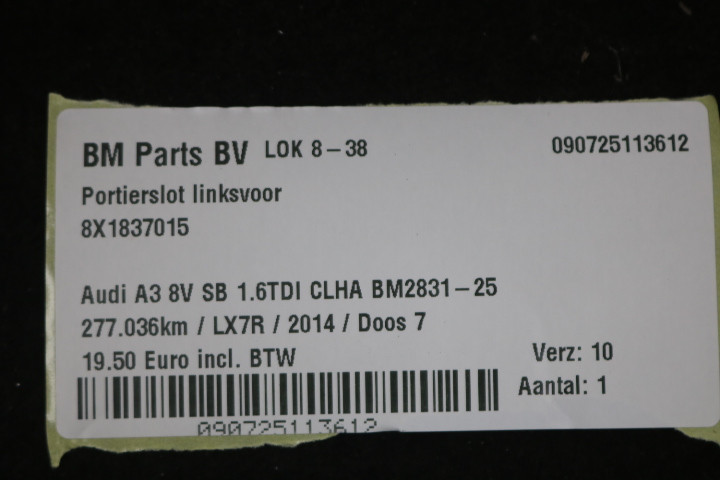 BM Parts BV LOK 8-38 090725113612
Portierslot linksvoor
8X1837015
Audi A3 8V SB 1.6TDI CLHA BM2831-25
277.036km / LX7R / 2014 / Doos 7
19.50 Euro incl. BTW
Verz: 10
Aantal: 1
090725113612